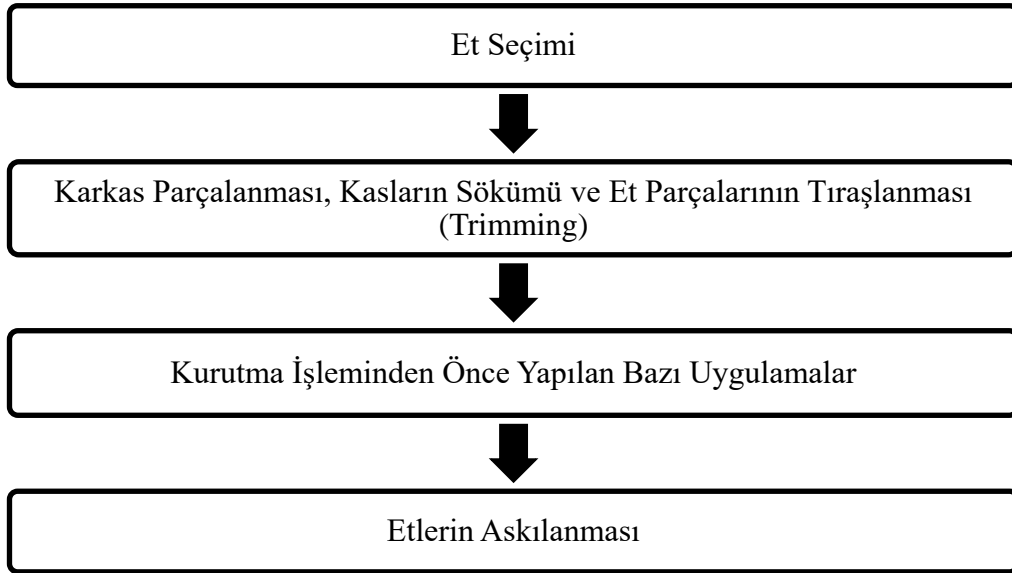 Et Seçimi
Karkas Parçalanması, Kasların Sökümü ve Et Parçalarının Tıraşlanması
(Trimming)
Kurutma İşleminden Önce Yapılan Bazı Uygulamalar
Etlerin Askılanması